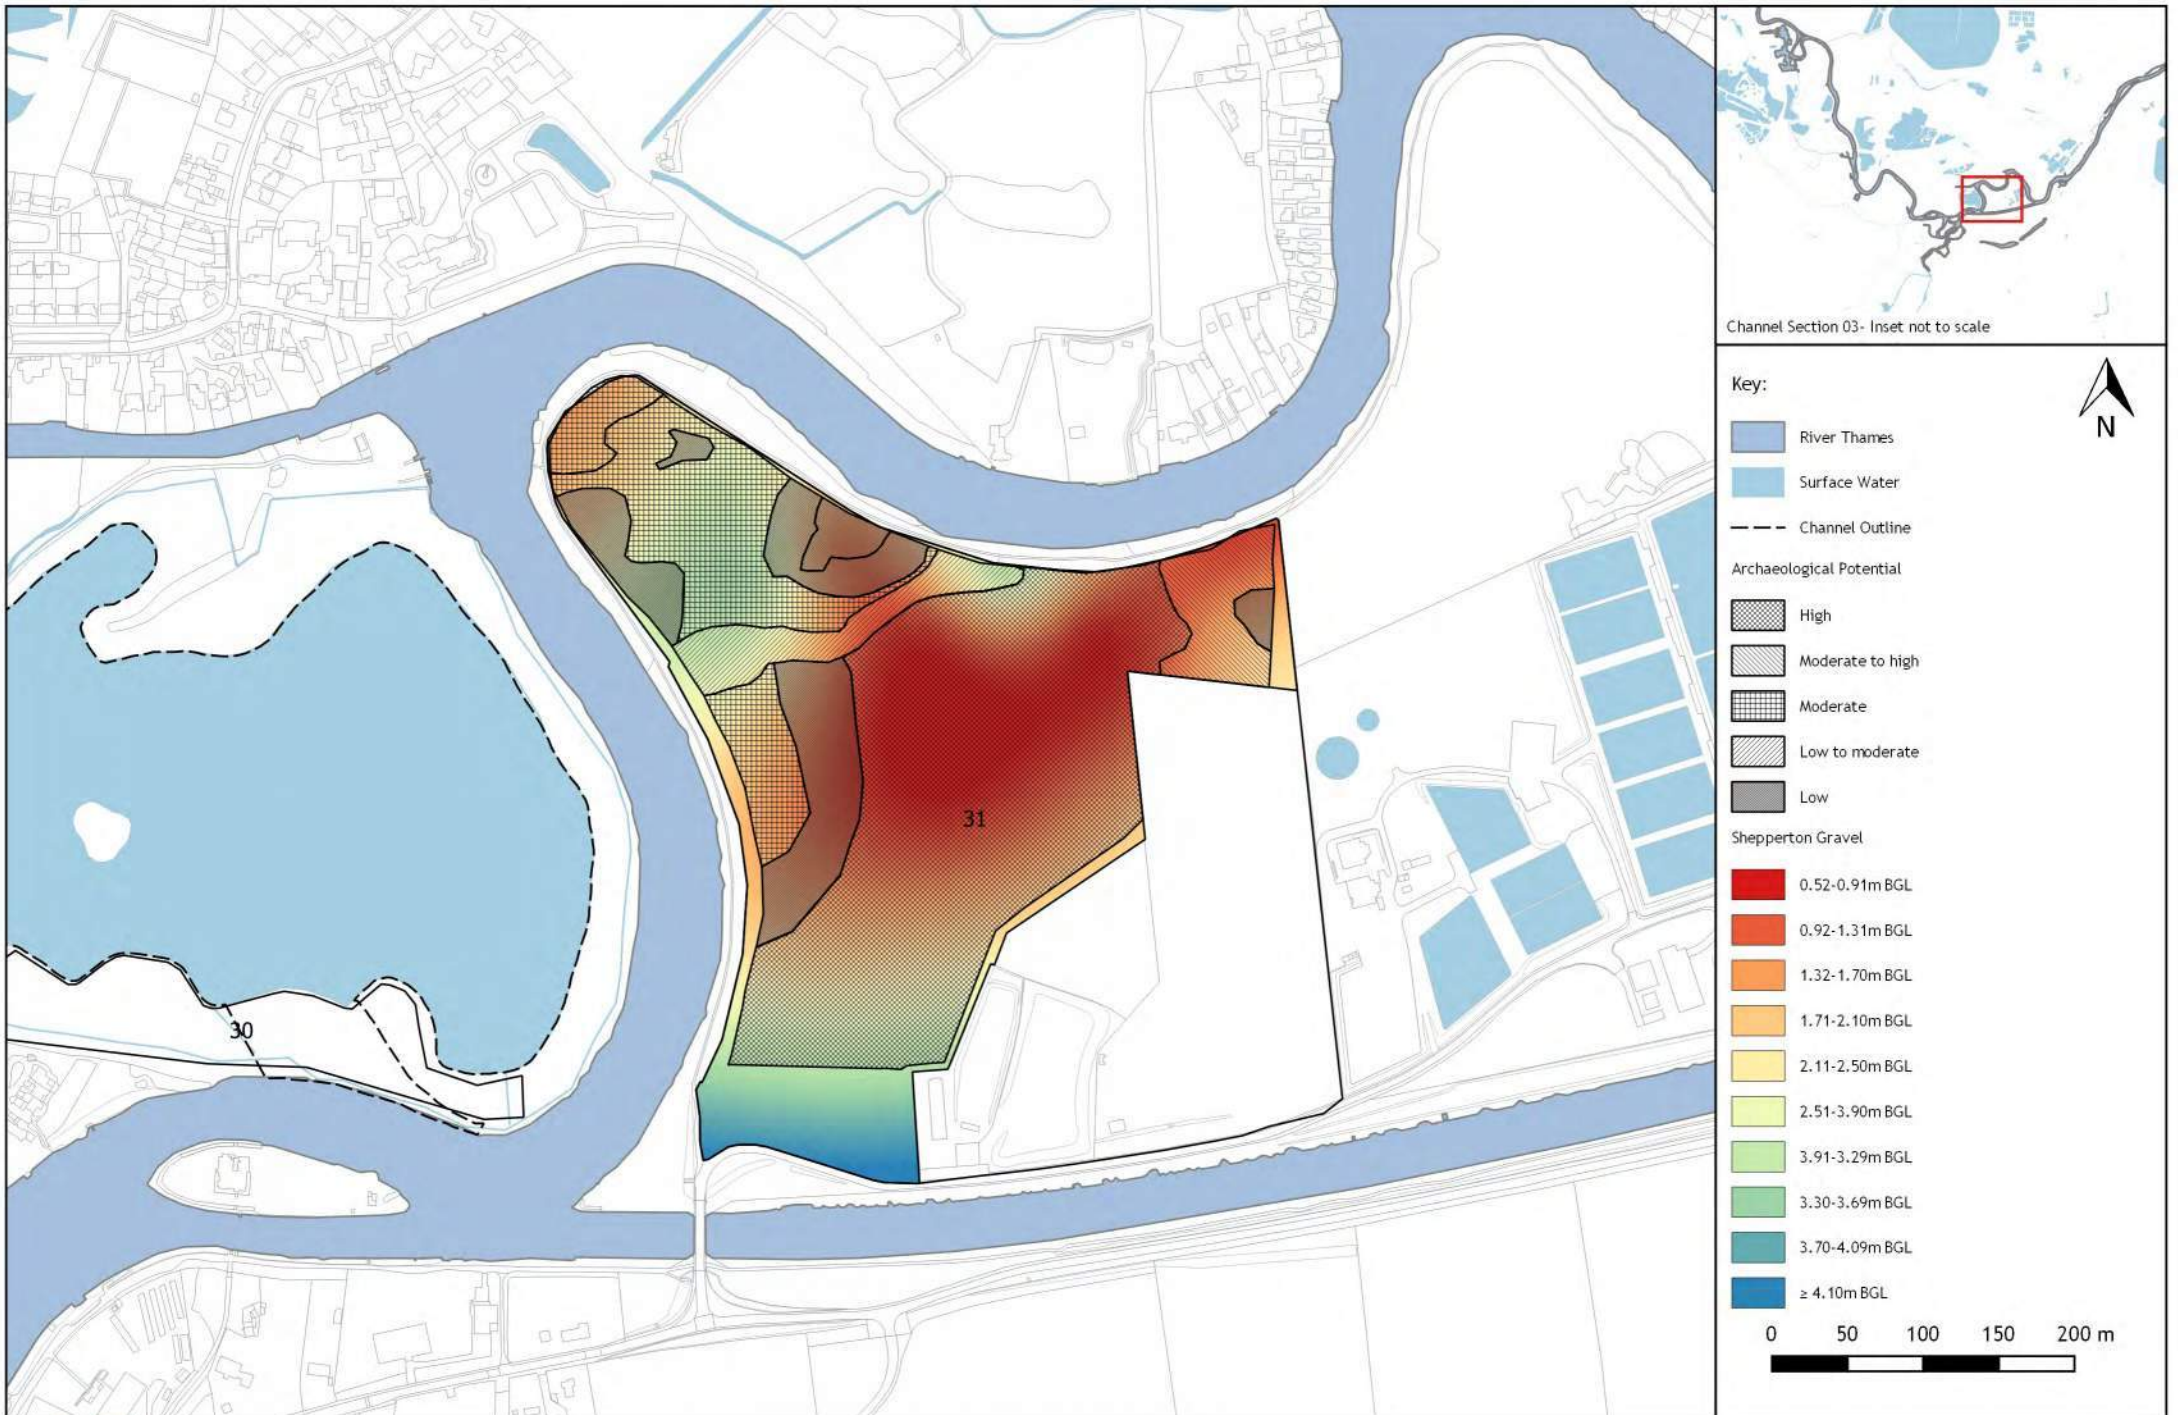 Channel Section 03- Inset not to scale
Key:
N
River Thames
Surface Water
Channel Outline
Archaeological Potential
High
Moderate to high
Moderate
Low to moderate
Low
Shepperton Gravel
0.52-0.91m BGL
0.92-1.31m BGL
1.32-1.70m BGL
1.71-2.10m BGL
2.11-2.50m BGL
2.51-3.90m BGL
3.91-3.29m BGL
3.30-3.69m BGL
3.70-4.09m BGL
≥ 4.10m BGL
0 50 100 150 200 m
31
30